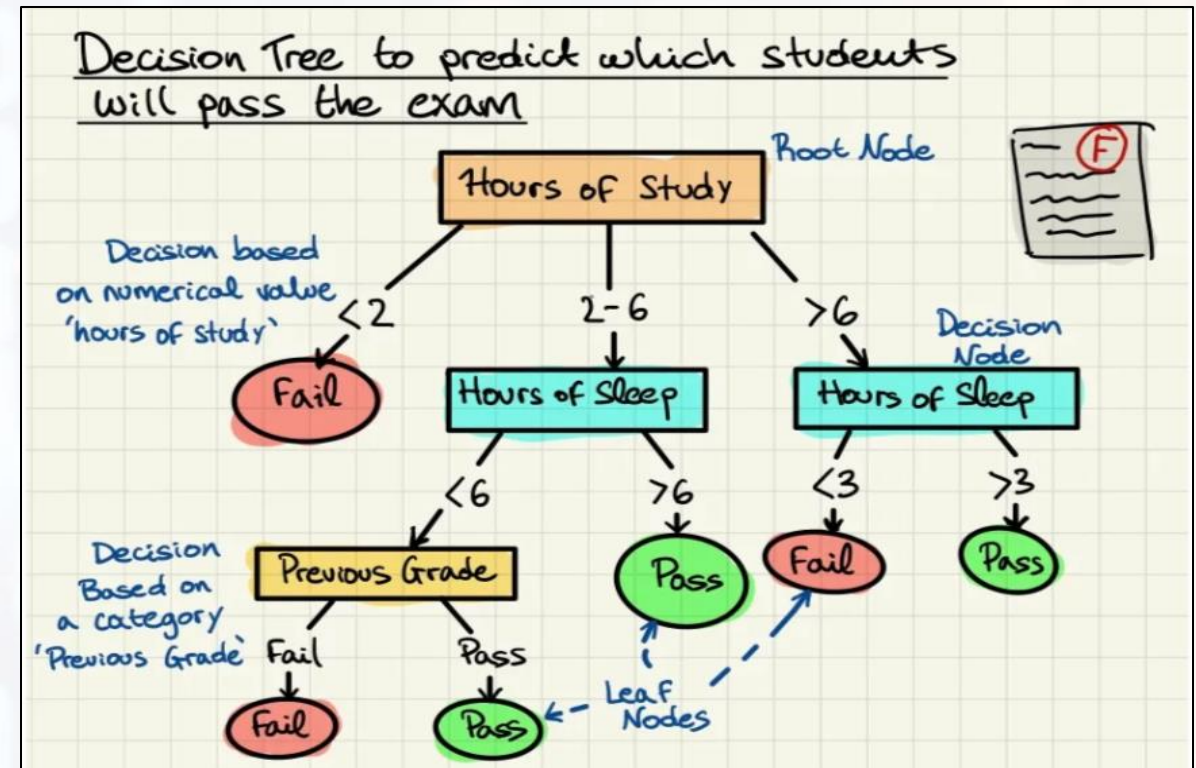 Decision Tree to predict which students
will pass the exam
Root Node
Hours of Study
F
Decision based
on numerical value
'hours of study'
<2
2-6
>6
Decision
Node
Fail
Hours of Sleep
Hours of Sleep
<6
>6
<3
>3
Decision
Based on
a category
'Previous Grade'
Previous Grade
Pass
Fail
Pass
Fail
Pass
Leaf
Nodes
Fail
Pass